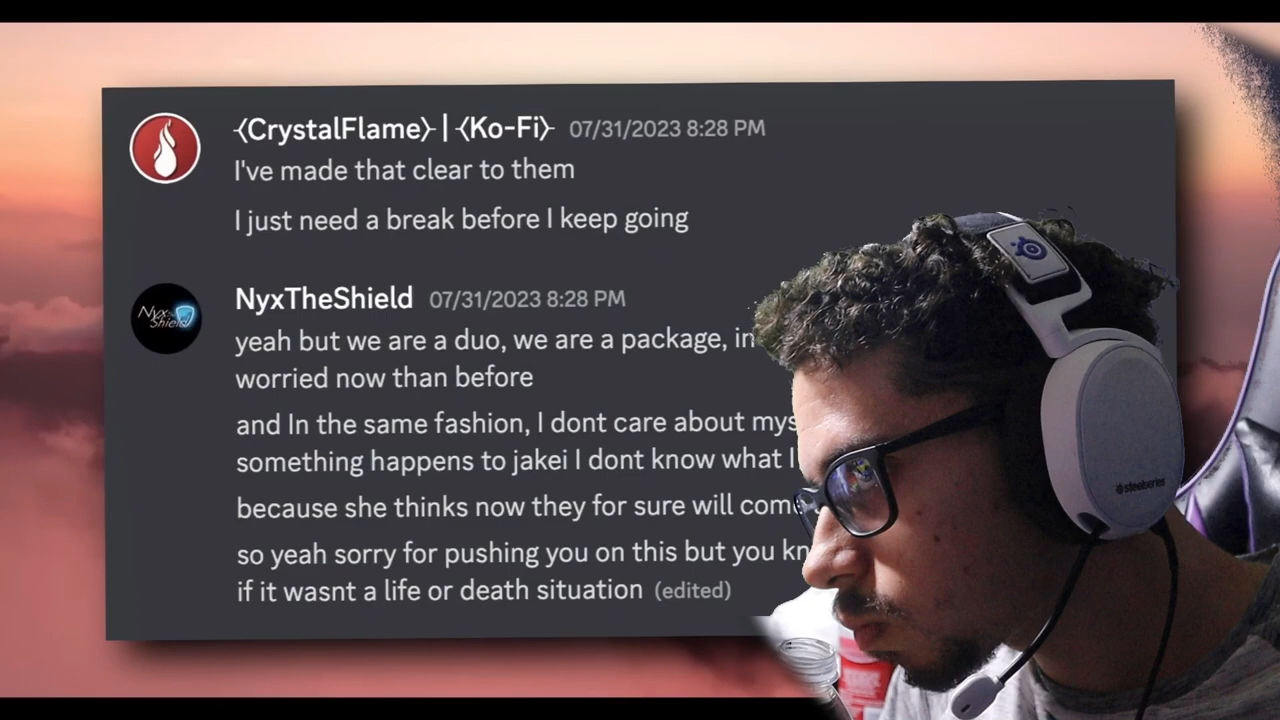 ⊰CrystalFlame⊱ | ⊰Ko-Fi⊱ 07/31/2023 8:28 PM
I've made that clear to them
I just need a break before I keep going
NyxTheShield 07/31/2023 8:28 PM
yeah but we are a duo, we are a package,
worried now than before
and In the same fashion, I dont care about
something happens to jakei I dont know what
because she thinks now they for sure will
so yeah sorry for pushing you on this but you
if it wasnt a life or death situation (edited)
Nyx The Shield
steelseries